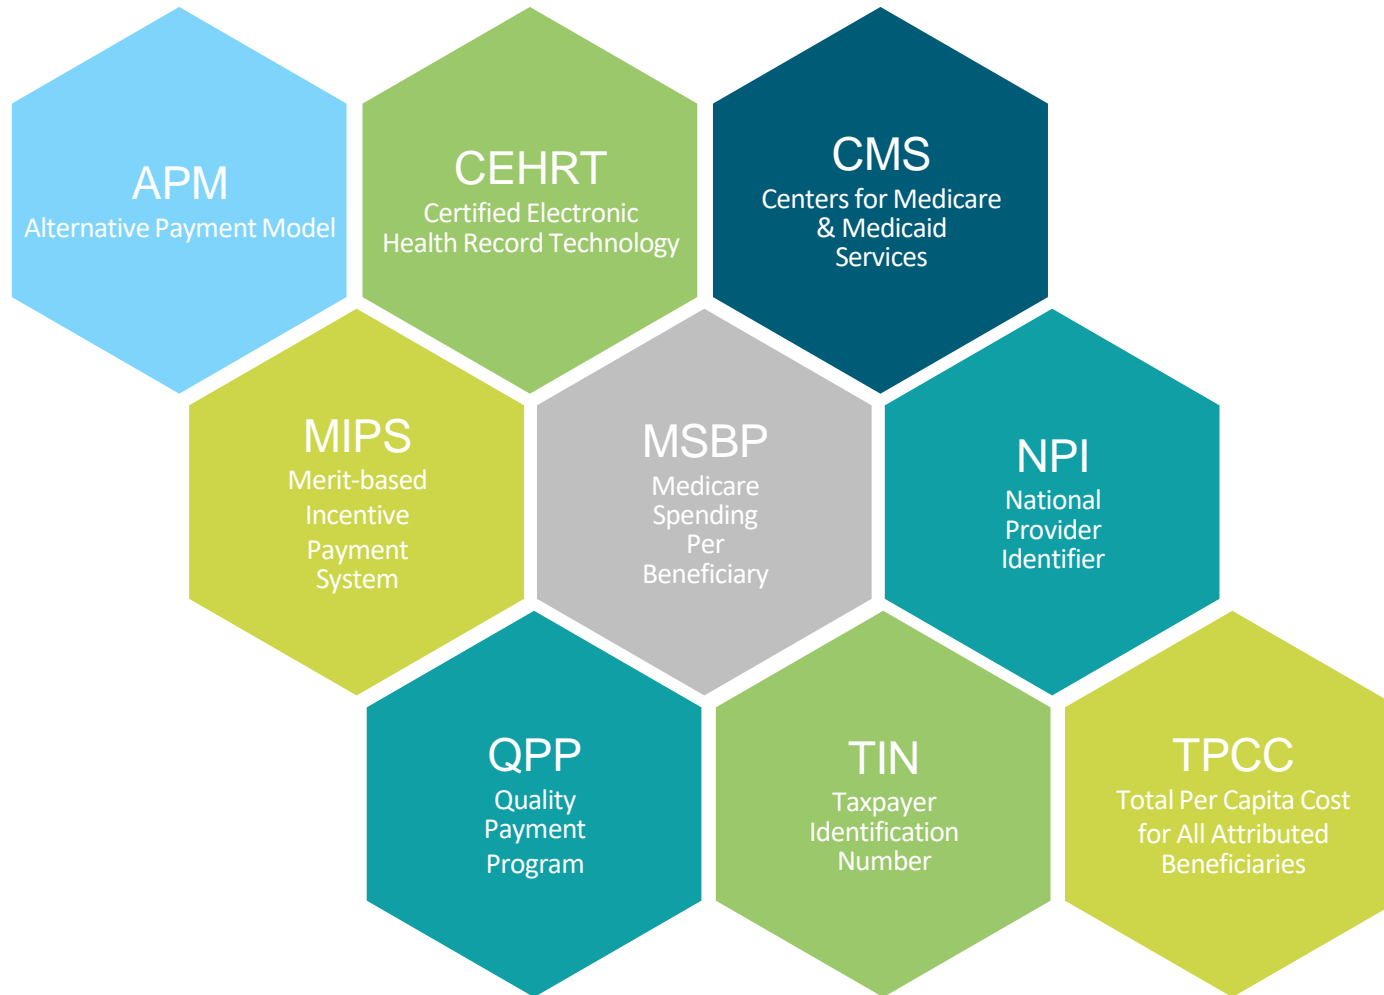 APM
Alternative Payment Model
CEHRT
Certified Electronic
Health Record Technology
CMS
Centers for Medicare
& Medicaid
Services
MIPS
Merit-based
Incentive
Payment
System
MSBP
Medicare
Spending
Per
Beneficiary
NPI
National
Provider
Identifier
QPP
Quality
Payment
Program
TIN
Taxpayer
Identification
Number
TPCC
Total Per Capita Cost
for All Attributed
Beneficiaries